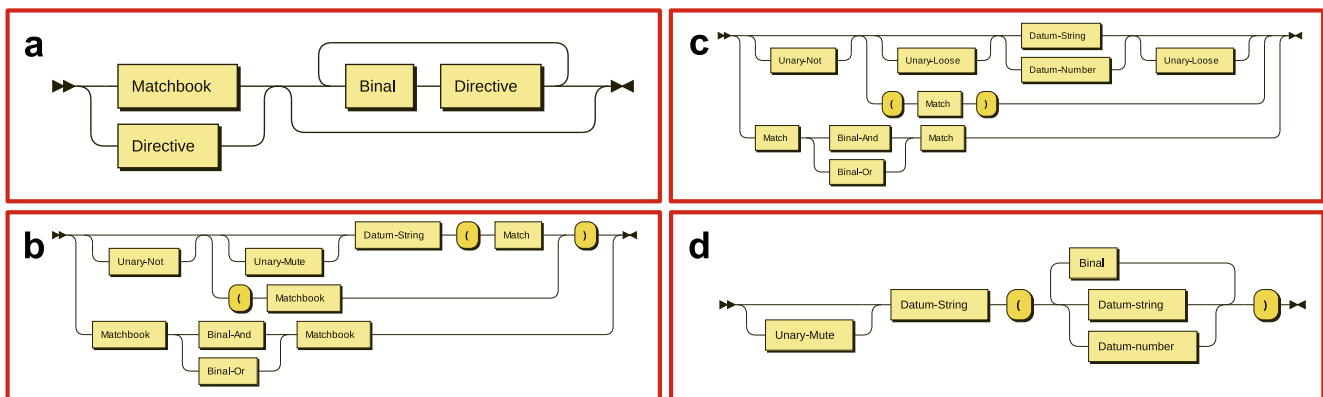 a
Matchbook
Binal
Directive
Directive
b
Unary-Not
Unary-Mute
Datum-String
(
Match
)
(
Matchbook
Matchbook
Binal-And
Matchbook
Binal-Or
c
Unary-Not
Unary-Loose
Datum-String
Datum-Number
Unary-Loose
(
Match
)
Match
Binal-And
Match
Binal-Or
d
Unary-Mute
Datum-String
(
Binal
Datum-string
Datum-number
)